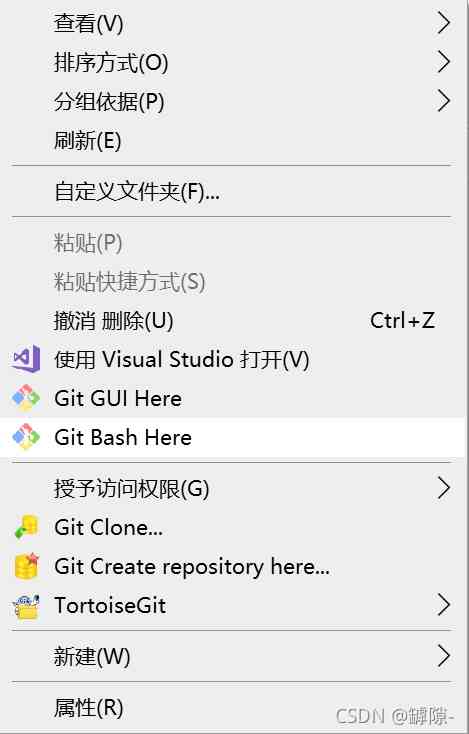 查看(V)
排序方式(O)
分组依据(P)
刷新(E)
自定义文件夹(F)...
粘贴(P)
粘贴快捷方式(S)
撤消 删除(U) Ctrl+Z
使用 Visual Studio 打开(V)
Git GUI Here
Git Bash Here
授予访问权限(G)
Git Clone...
Git Create repository here...
TortoiseGit
新建(W)
属性(R)
CSDN @罅隙-